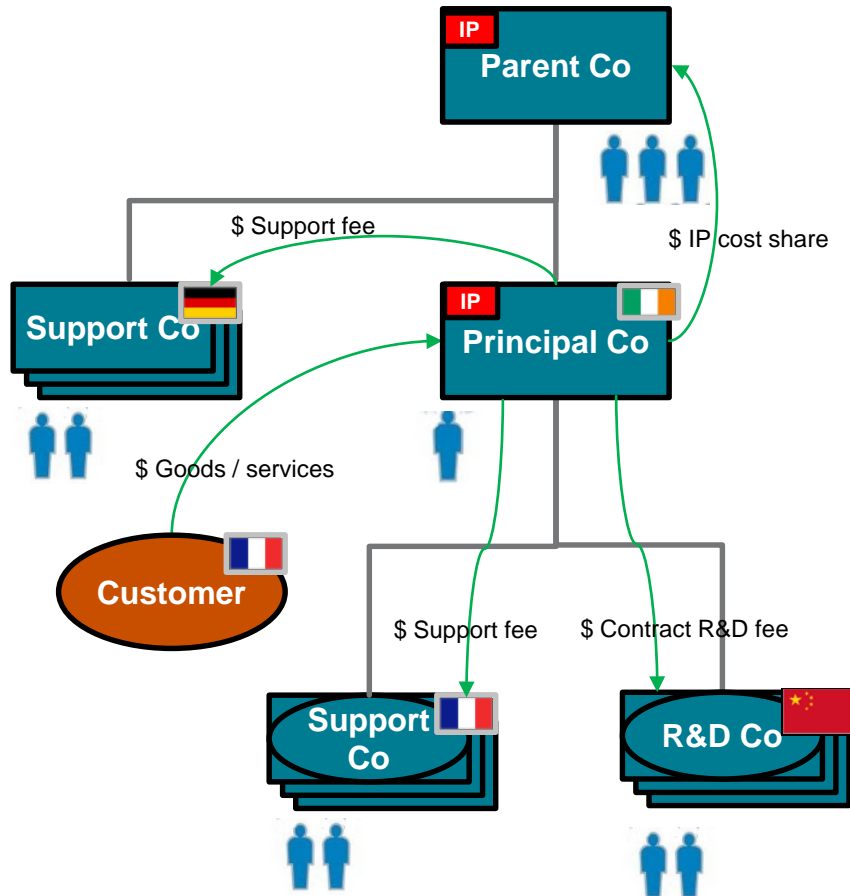 IP
Parent Co
$ Support fee
$ IP cost share
Support Co
IP
Principal Co
$ Goods / services
Customer
$ Support fee
$ Contract R&D fee
Support
Co
R&D Co